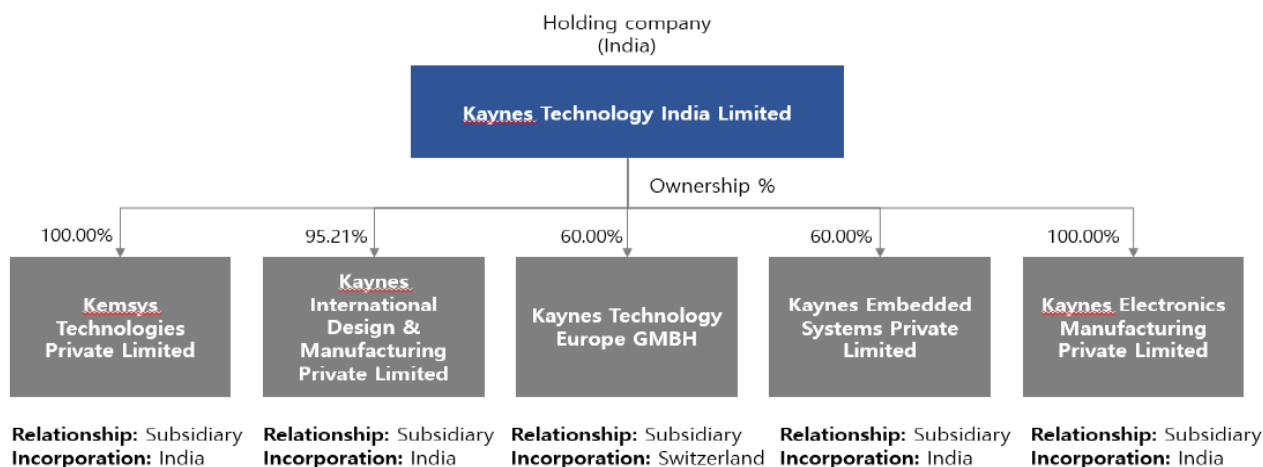 Holding company
(India)
Kaynes Technology India Limited
Ownership %
100.00%
95.21%
60.00%
60.00%
100.00%
Kemsys
Technologies
Private Limited
Kaynes
International
Design &
Manufacturing
Private Limited
Kaynes Technology
Europe GMBH
Kaynes Embedded
Systems Private
Limited
Kaynes Electronics
Manufacturing
Private Limited
Relationship: Subsidiary
Incorporation: India
Relationship: Subsidiary
Incorporation: India
Relationship: Subsidiary
Incorporation: Switzerland
Relationship: Subsidiary
Incorporation: India
Relationship: Subsidiary
Incorporation: India